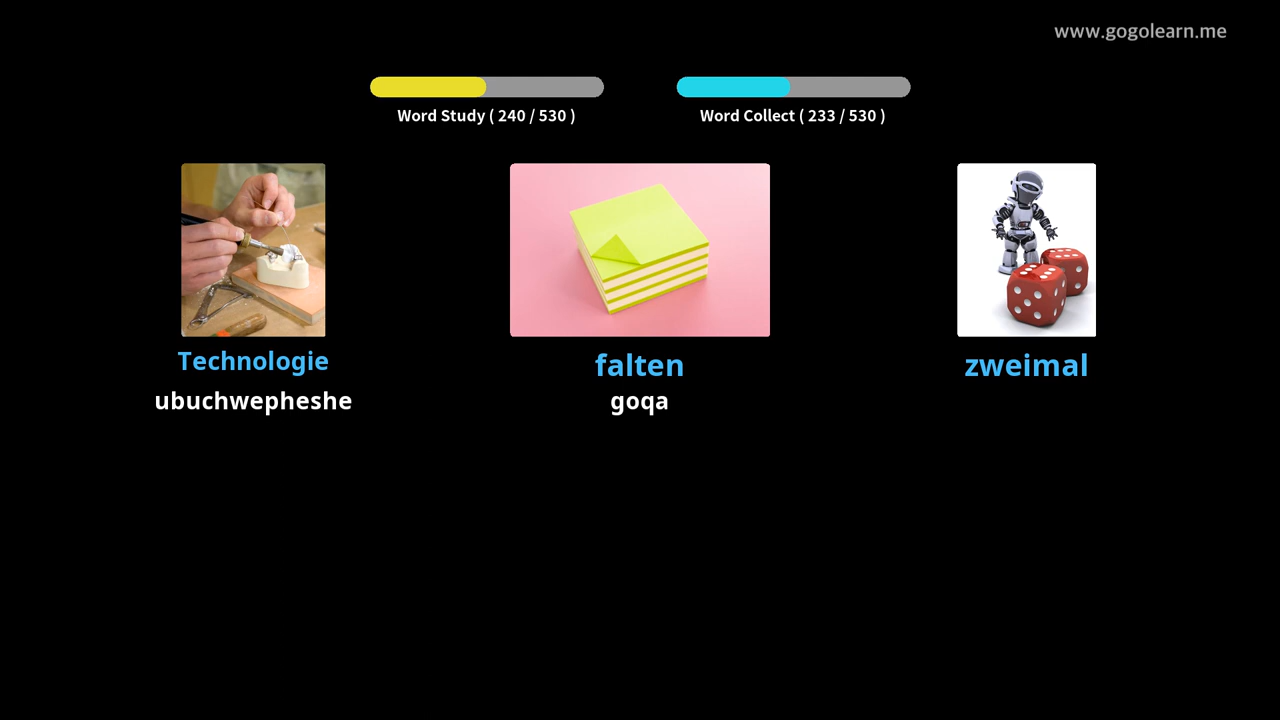 www.gogolearn.me
Word Study ( 240 / 530 )
Word Collect ( 233 / 530 )
Technologie
ubuchwepheshe
falten
goqa
zweimal